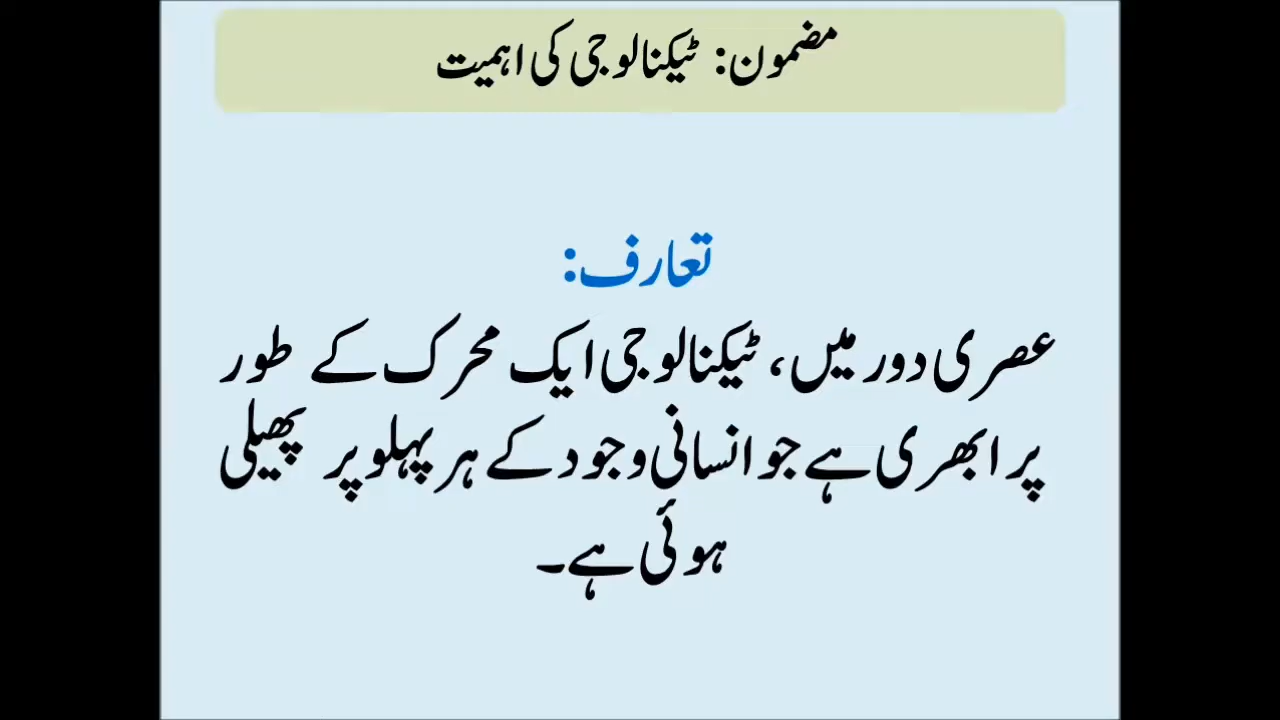 مضمون: ٹیکنالوجی کی اہمیت
تعارف:
عصری دور میں، ٹیکنالوجی ایک محرک کے طور
پر ابھری ہے جو انسانی وجود کے ہر پہلو پر پھیلی
ہوئی ہے۔